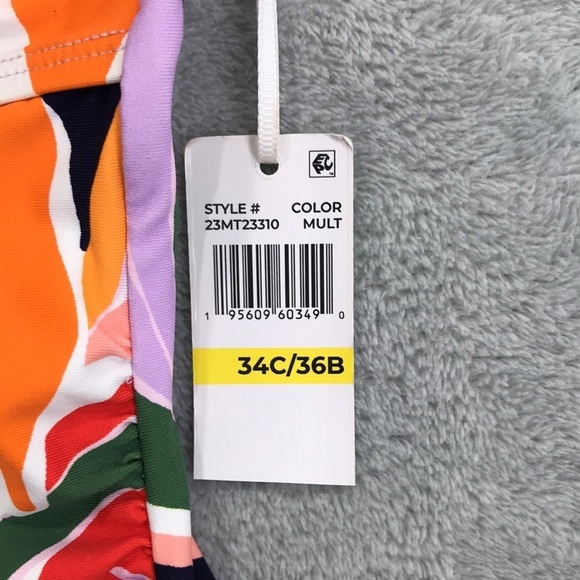 STYLE # COLOR
23MT23310 MULT
1 95609 60349 0
34C/36B